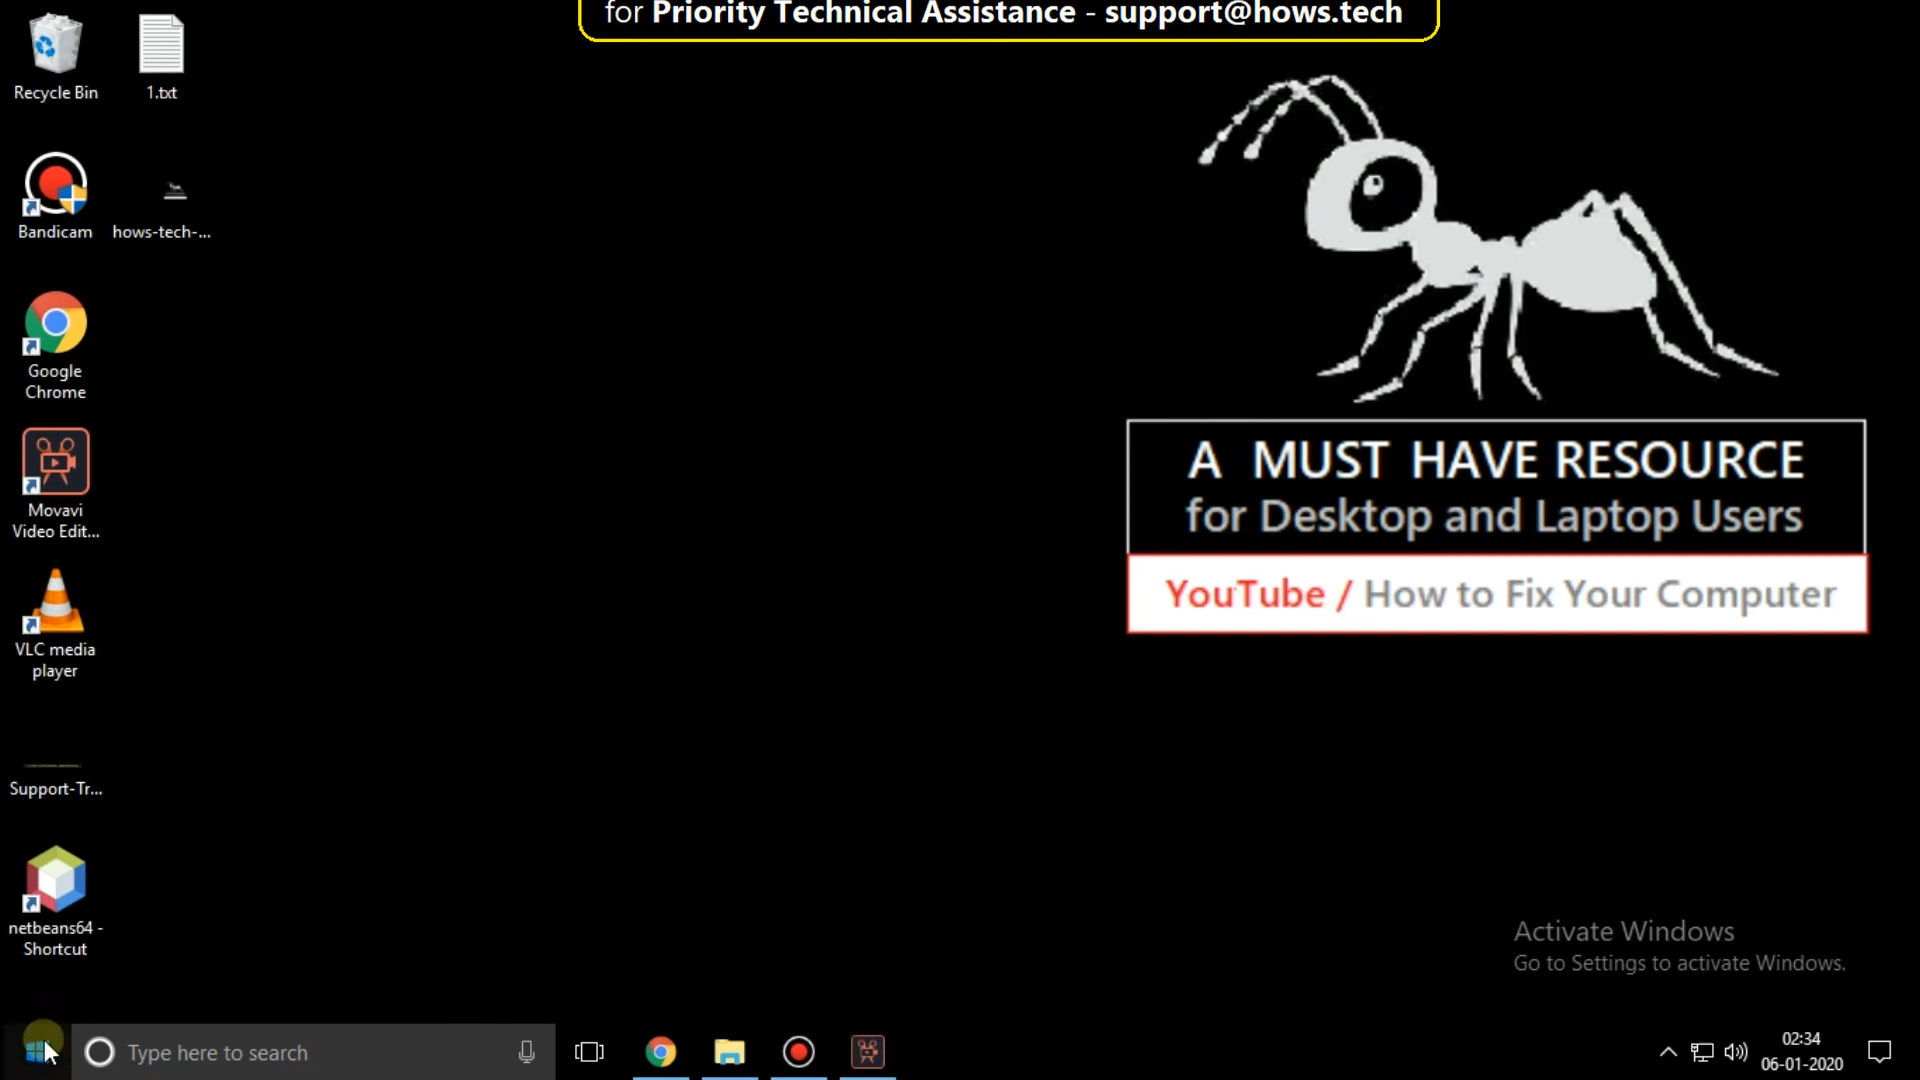 for Priority Technical Assistance - support@hows.tech
Recycle Bin
1.txt
Bandicam
hows-tech-...
Google
Chrome
Movavi
Video Edit...
VLC media
player
Support-Tr...
netbeans64 -
Shortcut
A MUST HAVE RESOURCE
for Desktop and Laptop Users
YouTube / How to Fix Your Computer
Activate Windows
Go to Settings to activate Windows.
Type here to search
02:34
06-01-2020